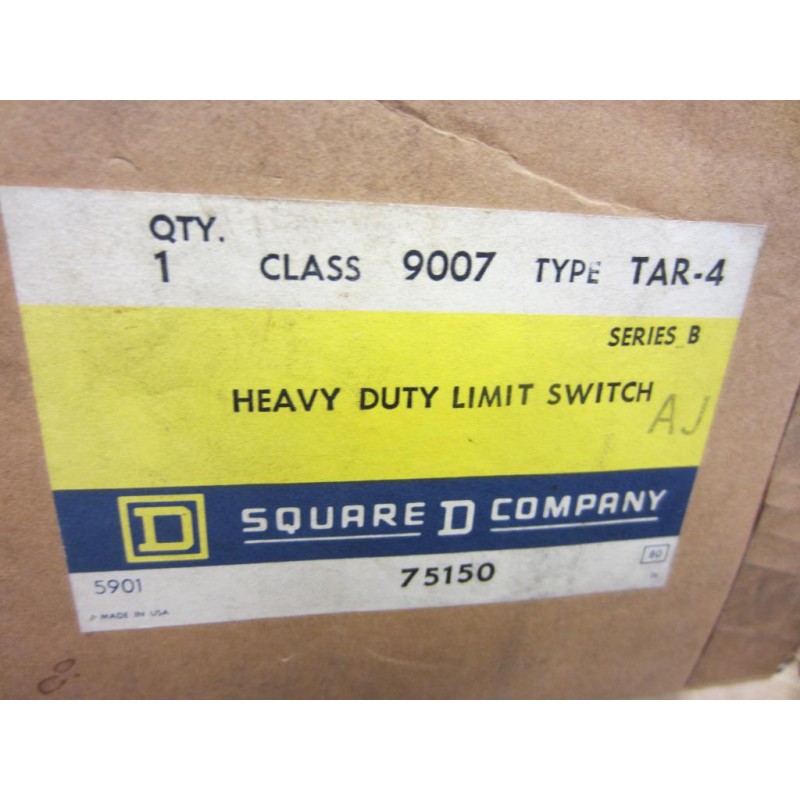 QTY.
1 CLASS 9007 TYPE TAR-4
SERIES B
HEAVY DUTY LIMIT SWITCH
AJ
D SQUARE D COMPANY
80
5901 75150
MADE IN USA